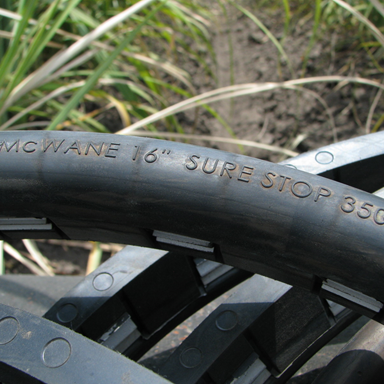 MCWANE 16" SURE STOP 350